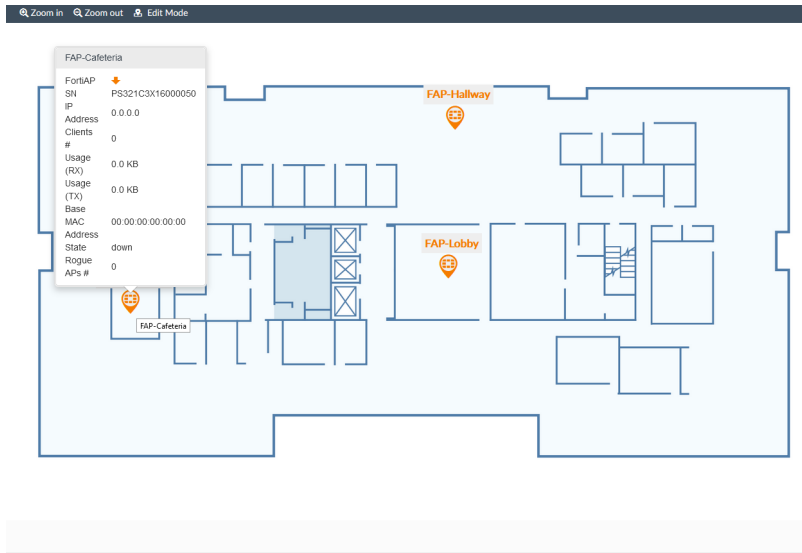 Zoom in Zoom out Edit Mode
FAP-Cafeteria
FortiAP
SN PS321C3X16000050
IP
Address 0.0.0.0
Clients
# 0
Usage
(RX) 0.0 KB
Usage
(TX) 0.0 KB
Base
MAC 00:00:00:00:00:00
Address
State down
Rogue
APs # 0
FAP-Hallway
FAP-Lobby
FAP-Cafeteria